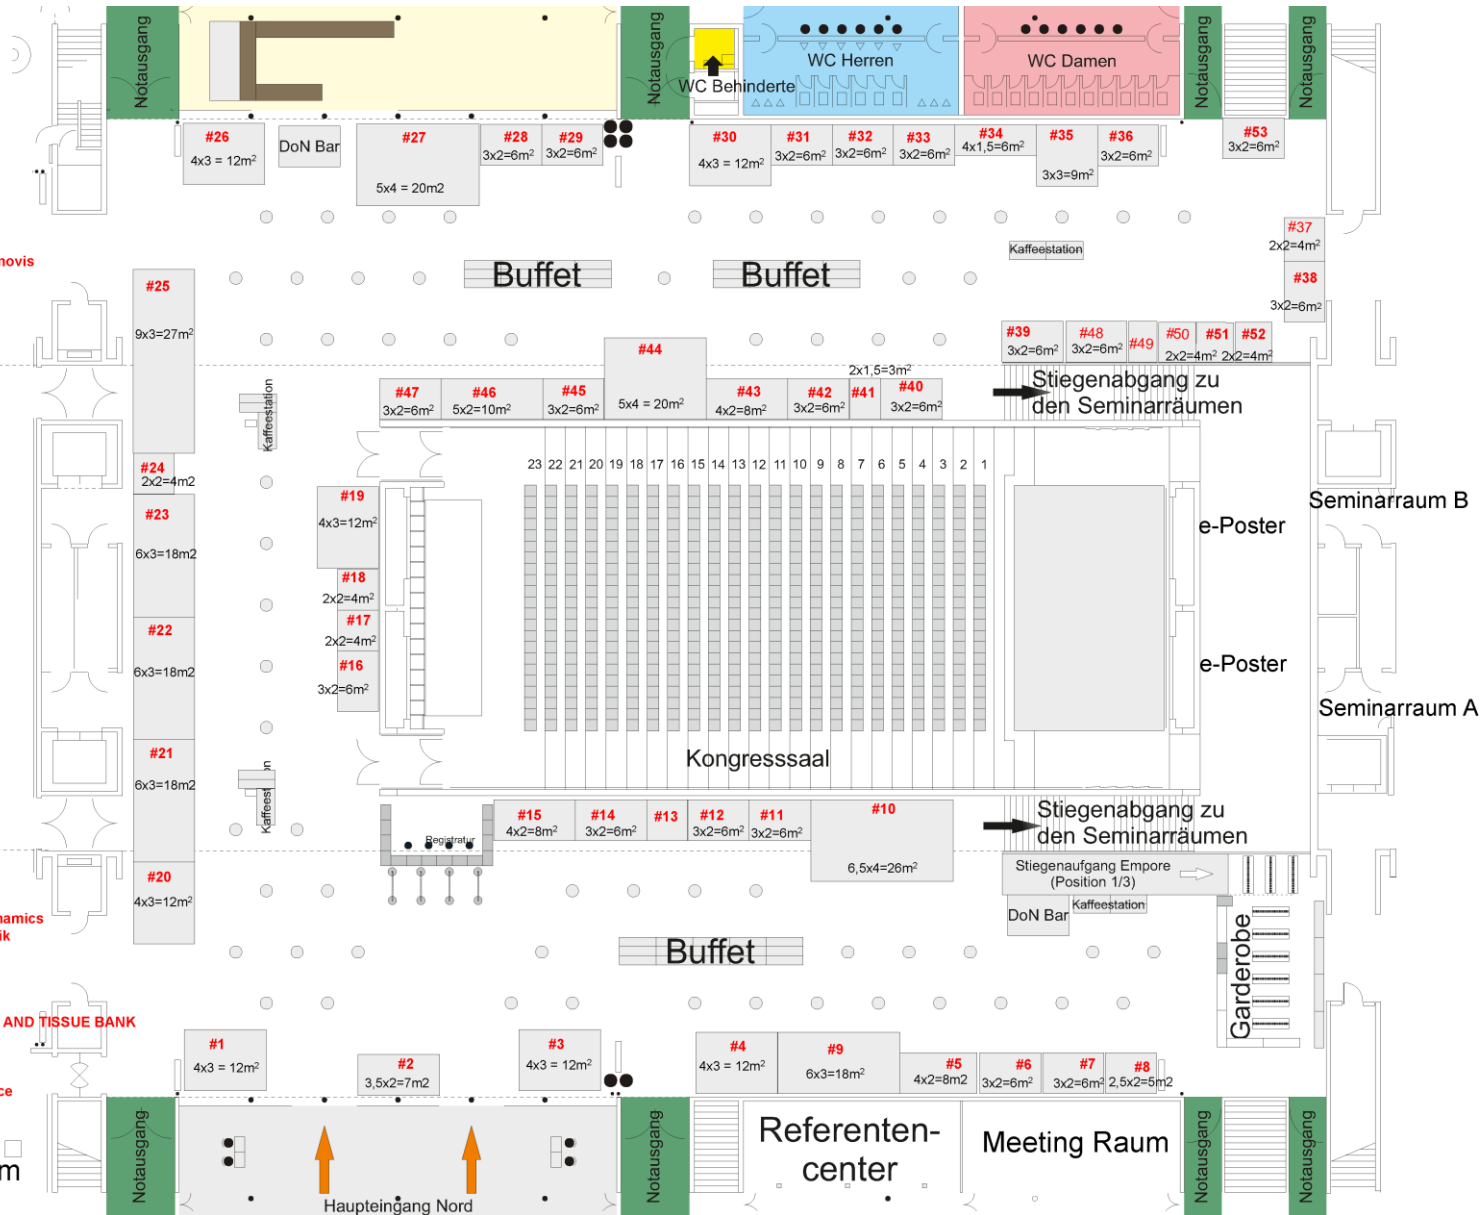 Notausgang
Notausgang
WC Behinderte
WC Herren
WC Damen
Notausgang
Notausgang
#26
4x3 = 12m²
DoN Bar
#27
5x4 = 20m2
#28
3x2=6m²
#29
3x2=6m²
#30
4x3 = 12m²
#31
3x2=6m²
#32
3x2=6m²
#33
3x2=6m²
#34
4x1,5=6m²
#35
3x3=9m²
#36
3x2=6m²
#53
3x2=6m²
#37
2x2=4m²
#38
3x2=6m²
Kaffeestation
novis
Buffet
Buffet
#25
9x3=27m²
#39
3x2=6m²
#48
3x2=6m²
#49
#50
2x2=4m²
#51
#52
2x2=4m²
#44
5x4 = 20m²
#47
3x2=6m²
#46
5x2=10m²
#45
3x2=6m²
#43
4x2=8m²
#42
3x2=6m²
2x1,5=3m²
#41
#40
3x2=6m²
Stiegenabgang zu
den Seminarräumen
Kaffeestation
23 22 21 20 19 18 17 16 15 14 13 12 11 10 9 8 7 6 5 4 3 2 1
#24
2x2=4m2
#23
6x3=18m2
#19
4x3=12m²
#18
2x2=4m²
#17
2x2=4m²
#16
3x2=6m²
#22
6x3=18m2
#21
6x3=18m2
#20
4x3=12m²
e-Poster
Seminarraum B
e-Poster
Seminarraum A
Kongresssaal
Registratur
#15
4x2=8m²
#14
3x2=6m²
#13
#12
3x2=6m²
#11
3x2=6m²
#10
6,5x4=26m²
Stiegenabgang zu
den Seminarräumen
Stiegenaufgang Empore
(Position 1/3)
DoN Bar
Kaffeestation
Garderobe
namics
ik
Buffet
AND TISSUE BANK
ce
m
#1
4x3 = 12m²
#2
3,5x2=7m2
#3
4x3 = 12m²
#4
4x3 = 12m²
#9
6x3=18m²
#5
4x2=8m2
#6
3x2=6m²
#7
3x2=6m²
#8
2,5x2=5m2
Notausgang
Haupteingang Nord
Notausgang
Referenten-
center
Meeting Raum
Notausgang
Notausgang